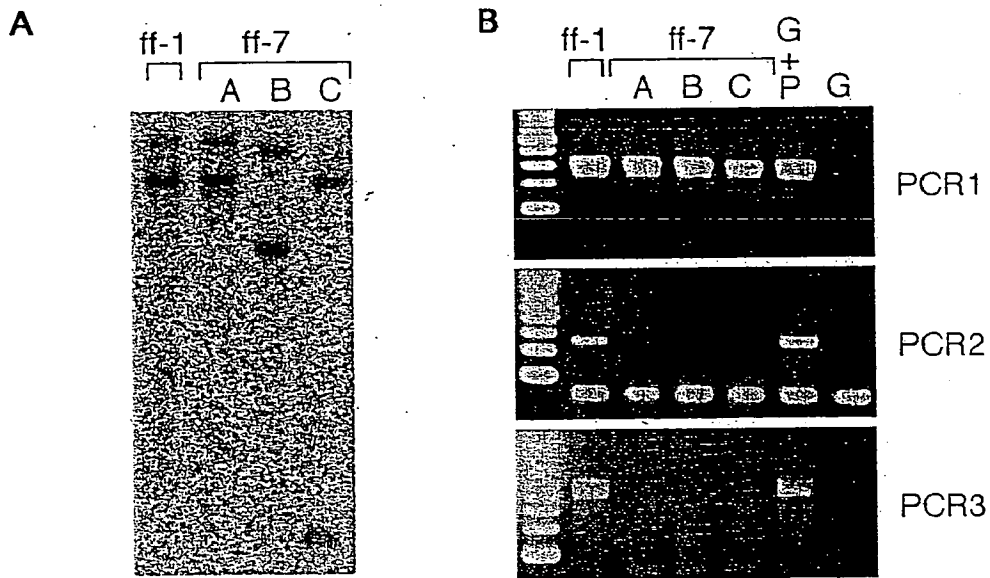 A
ff-1 ff-7
A B C
B
ff-1 ff-7 G + P G
A B C
PCR1
PCR2
PCR3